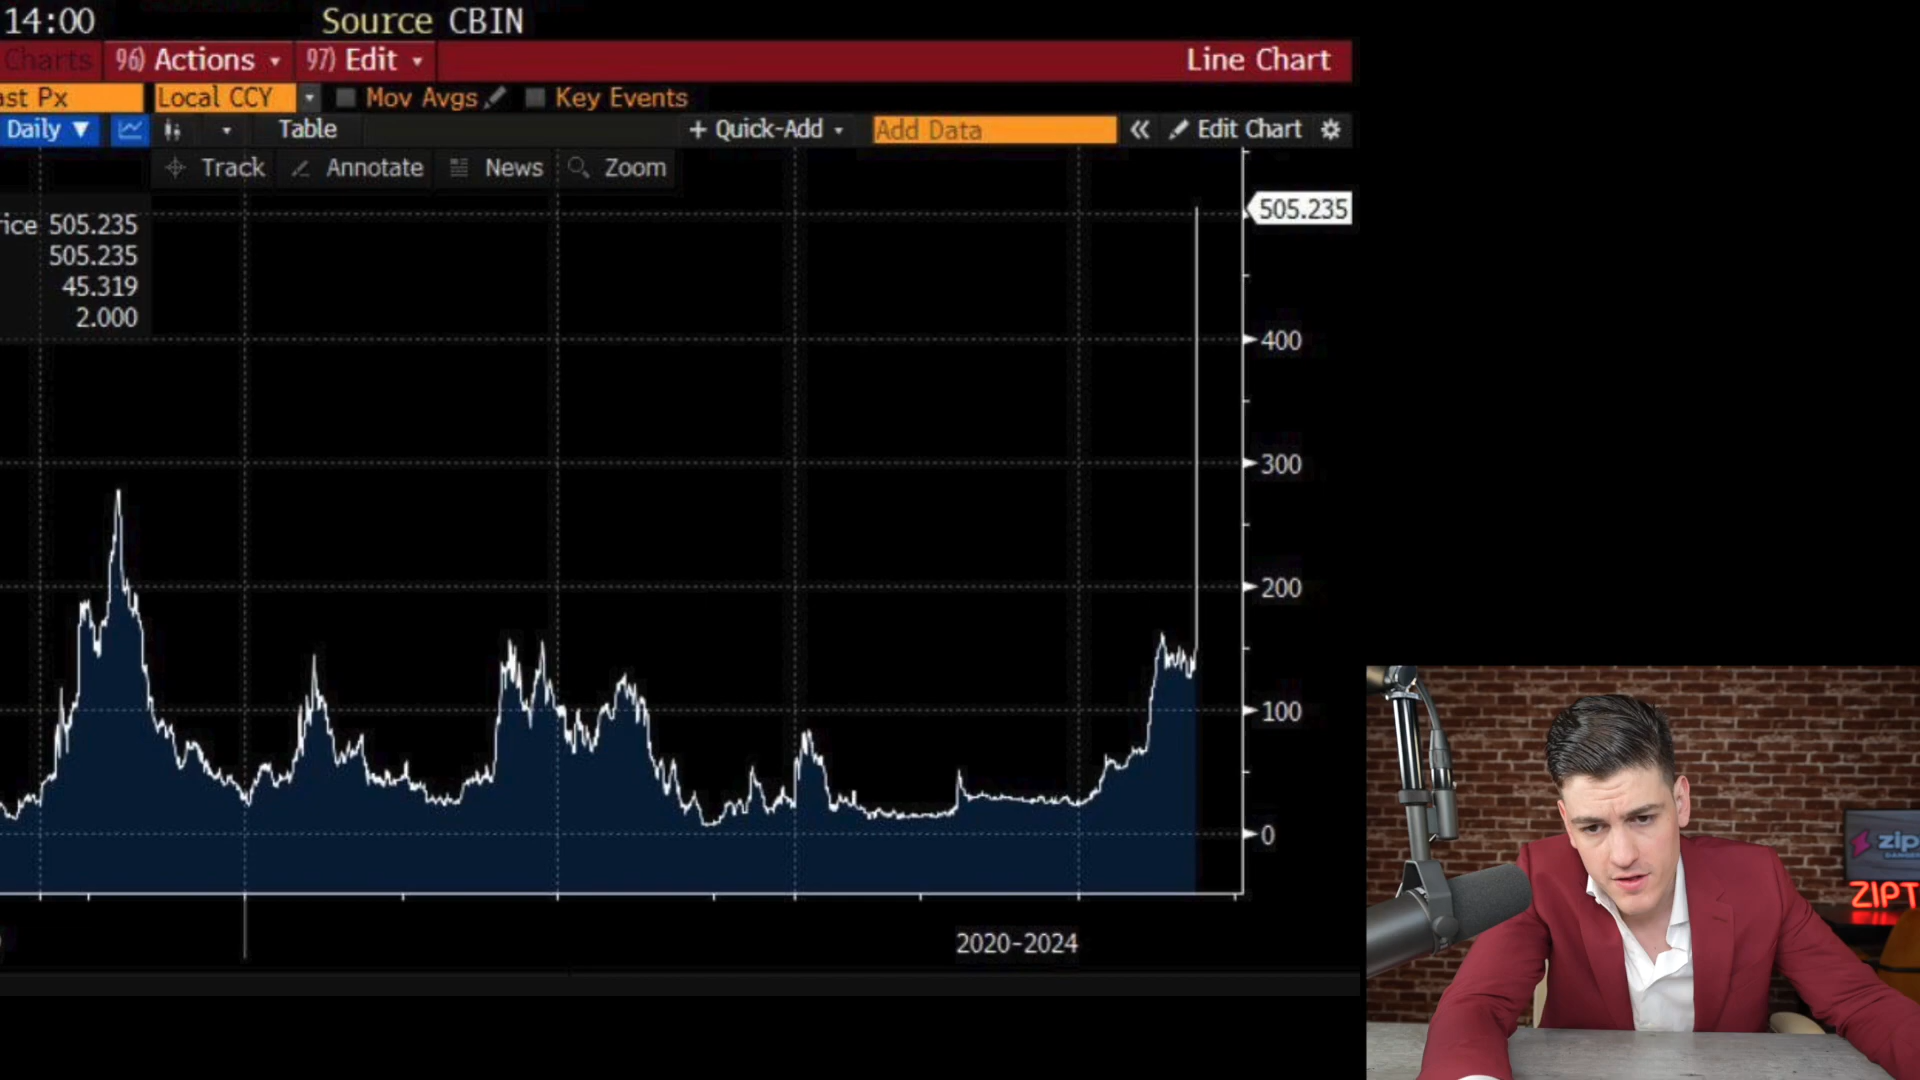 14:00 Source CBIN
Charts 96) Actions 97) Edit Line Chart
ast Px Local CCY Mov Avgs Key Events
Daily Table + Quick-Add Add Data « Edit Chart
Track Annotate News Zoom
rice 505.235
505.235
45.319
2.000
505.235
400
300
200
100
0
2020-2024
zip
ZIPT